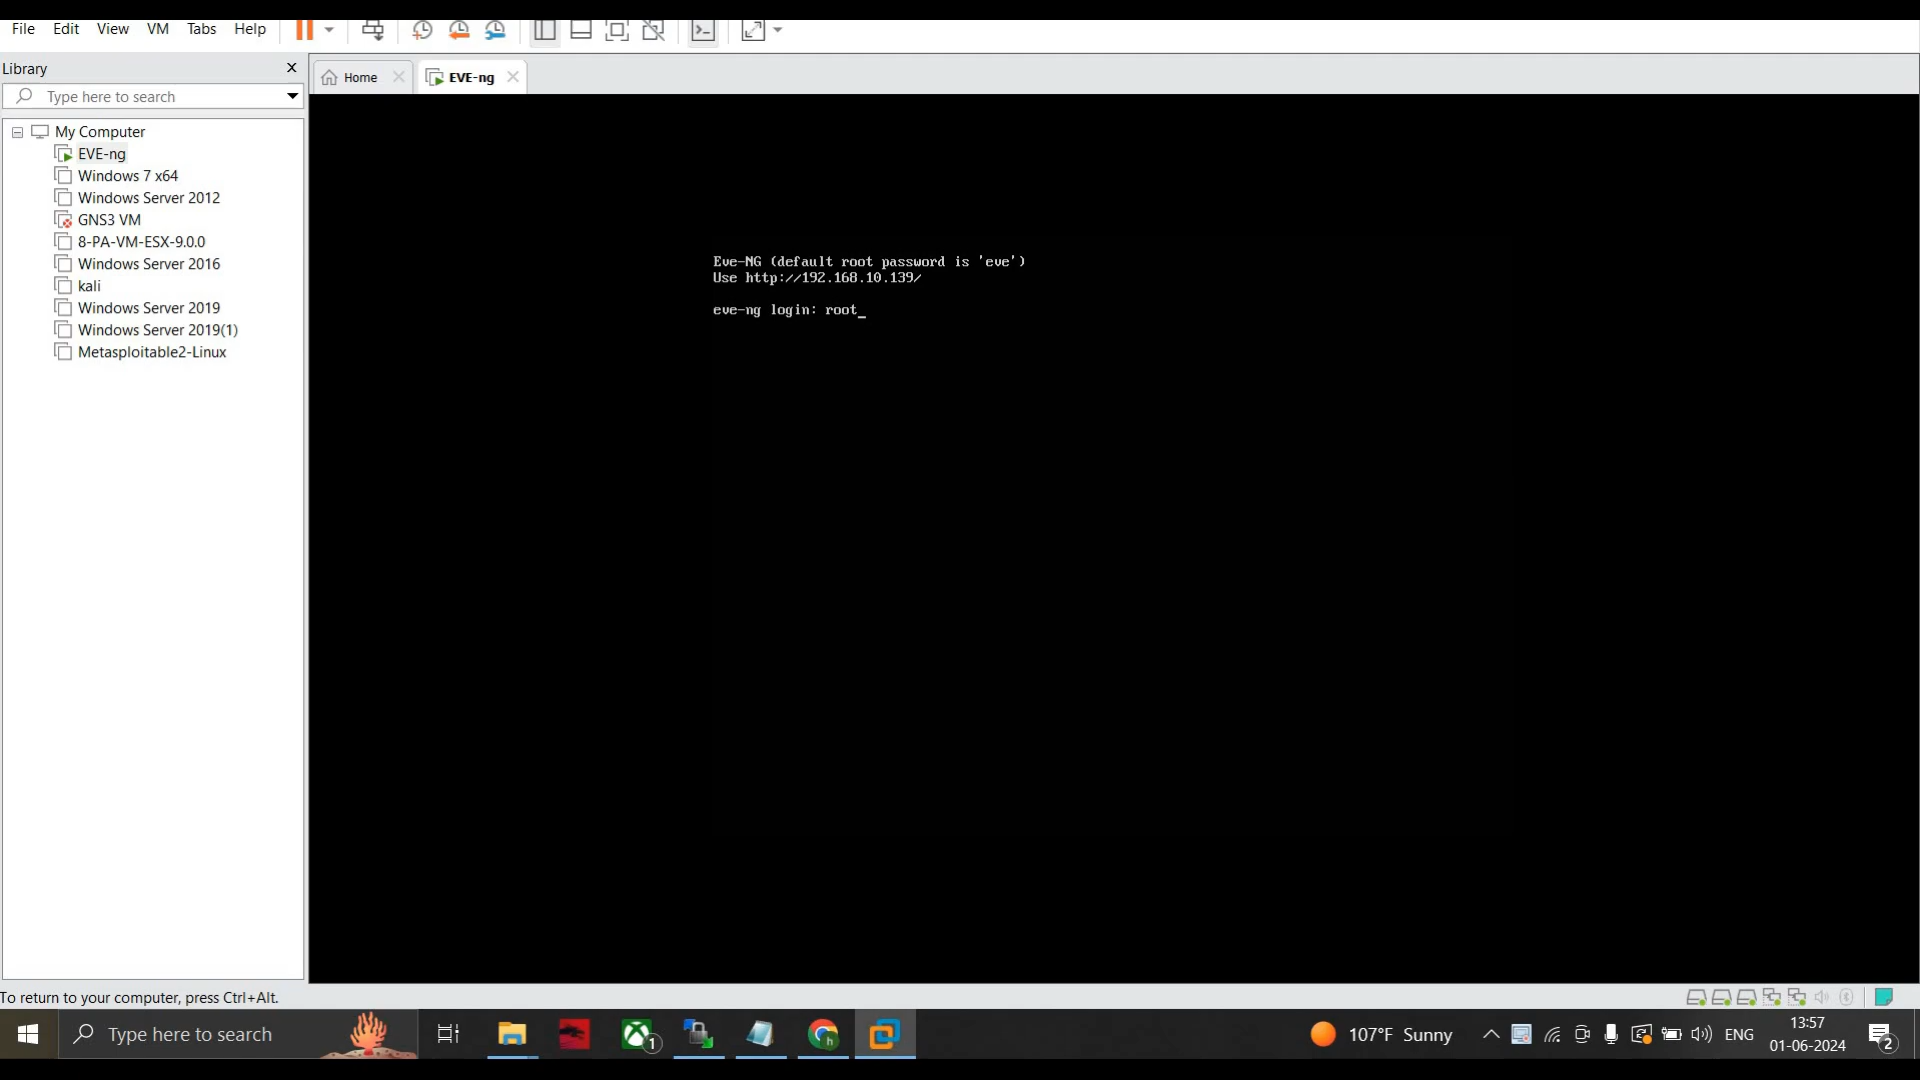 File Edit View VM Tabs Help
Library
Home
EVE-ng
Type here to search
My Computer
EVE-ng
Windows 7 x64
Windows Server 2012
GNS3 VM
8-PA-VM-ESX-9.0.0
Windows Server 2016
kali
Windows Server 2019
Windows Server 2019(1)
Metasploitable2-Linux
Eve-NG (default root password is 'eve')
Use http://192.168.10.139/
eve-ng login: root_
To return to your computer, press Ctrl+Alt.
Type here to search
1
h
107°F Sunny
ENG
13:57
01-06-2024
2